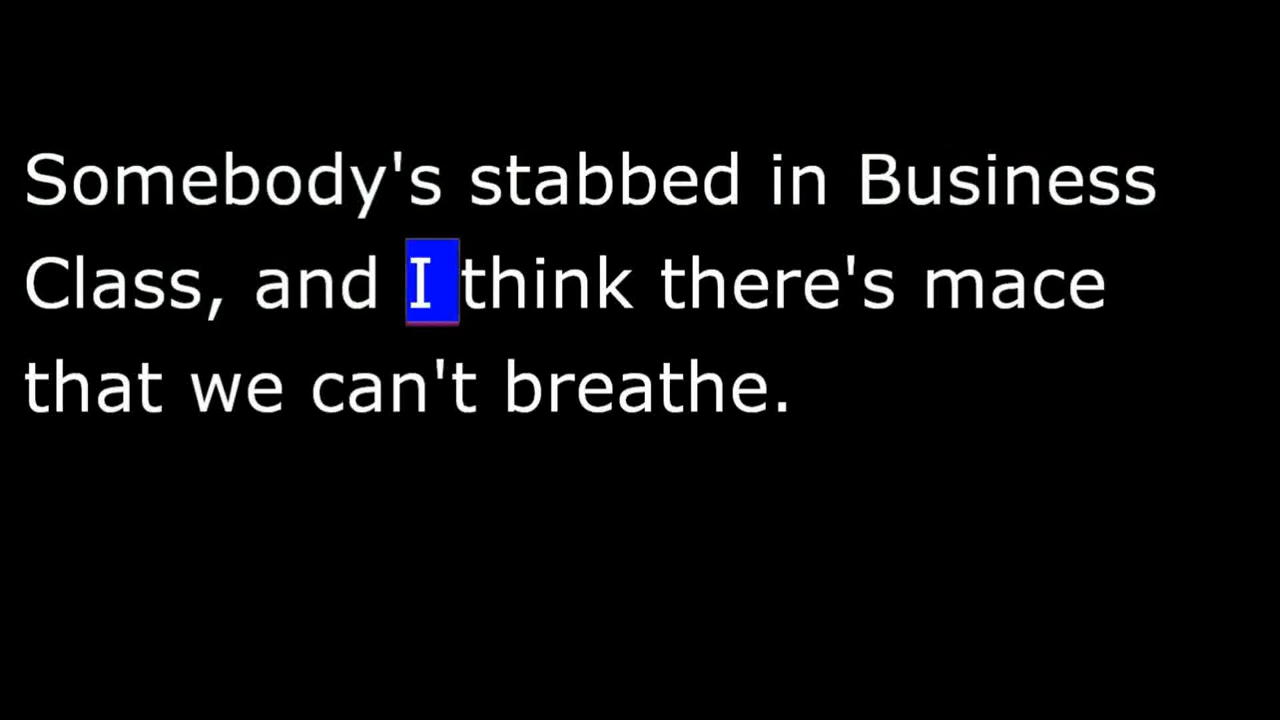 Somebody's stabbed in Business
Class, and I think there's mace
that we can't breathe.